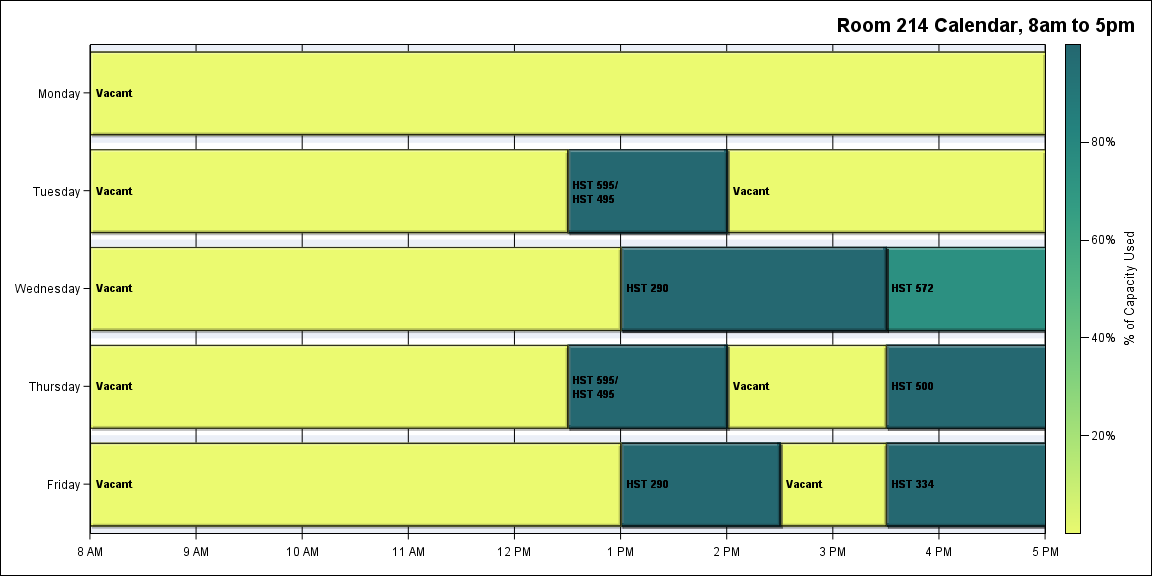 Room 214 Calendar, 8am to 5pm
Monday
Vacant
Tuesday
Vacant
HST 595/
HST 495
Vacant
Wednesday
Vacant
HST 290
HST 572
Thursday
Vacant
HST 595/
HST 495
Vacant
HST 500
Friday
Vacant
HST 290
Vacant
HST 334
8 AM
9 AM
10 AM
11 AM
12 PM
1 PM
2 PM
3 PM
4 PM
5 PM
80%
60%
40%
20%
% of Capacity Used